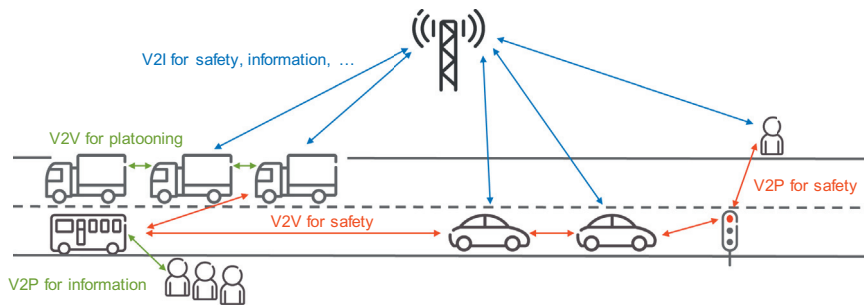 V2I for safety, information, …
V2V for platooning
V2P for safety
V2V for safety
V2P for information